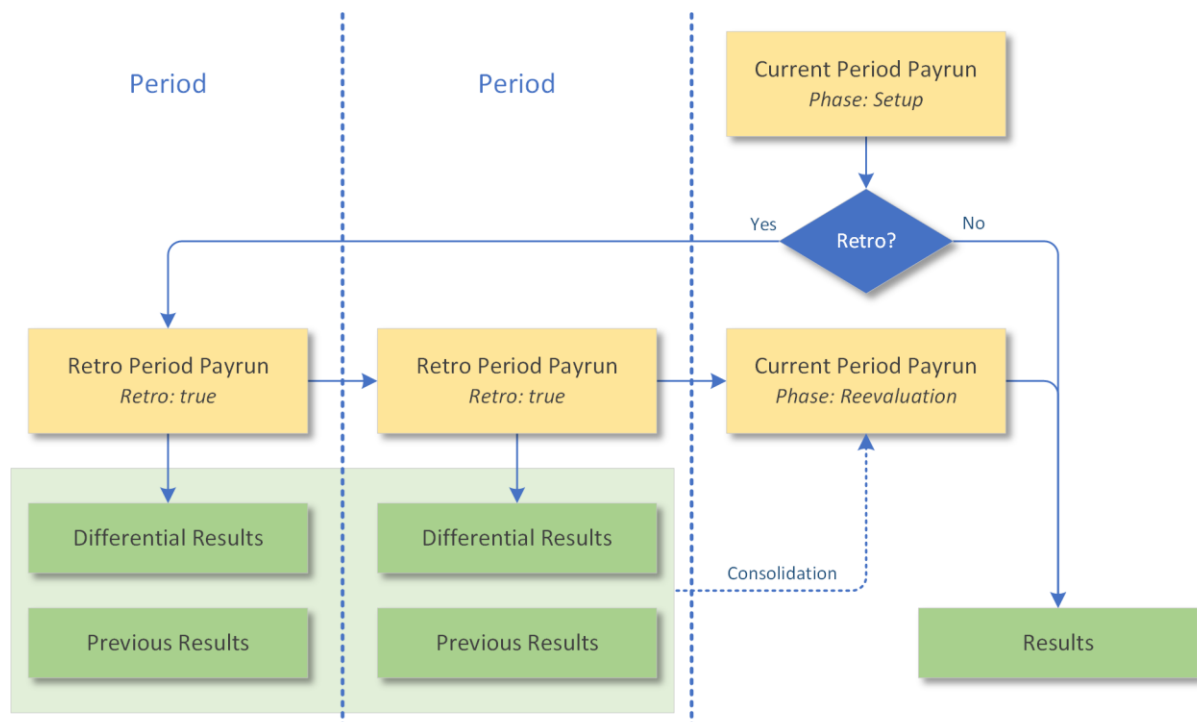 Period
Period
Current Period Payrun
Phase: Setup
Yes
Retro?
No
Retro Period Payrun
Retro: true
Retro Period Payrun
Retro: true
Current Period Payrun
Phase: Reevaluation
Differential Results
Differential Results
Consolidation
Previous Results
Previous Results
Results